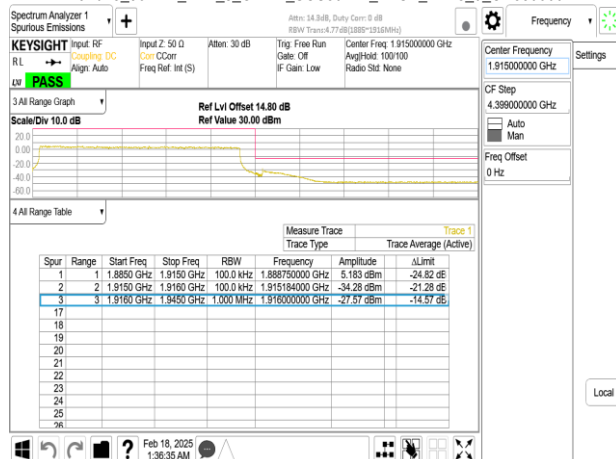 Spectrum Analyzer 1
Spurious Emissions
Attn: 14.3dB, Duty Corr: 0 dB
RBW Trans:4.77dB(1885~1916MHz)
Frequency
Settings
KEYSIGHT
Input: RF
Coupling: DC
Align: Auto
Input Z: 50 Ω
Corr CCorr
Freq Ref: Int (S)
Atten: 30 dB
Trig: Free Run
Gate: Off
IF Gain: Low
Center Freq: 1.915000000 GHz
Avg|Hold: 100/100
Radio Std: None
RL
LXI
PASS
Center Frequency
1.915000000 GHz
CF Step
4.399000000 GHz
Auto
Man
Freq Offset
0 Hz
3 All Range Graph
Scale/Div 10.0 dB
Ref Lvl Offset 14.80 dB
Ref Value 30.00 dBm
20.0
0.00
-20.0
-40.0
-60.0
4 All Range Table
Measure Trace Trace 1
Trace Type Trace Average (Active)
Spur Range Start Freq Stop Freq RBW Frequency Amplitude ΔLimit
1 1 1.8850 GHz 1.9150 GHz 100.0 kHz 1.888750000 GHz 5.183 dBm -24.82 dB
2 2 1.9150 GHz 1.9160 GHz 100.0 kHz 1.915184000 GHz -34.28 dBm -21.28 dB
3 3 1.9160 GHz 1.9450 GHz 1.000 MHz 1.916000000 GHz -27.57 dBm -14.57 dB
17
18
19
20
21
22
23
24
25
26
Local
Feb 18, 2025
1:36:35 AM